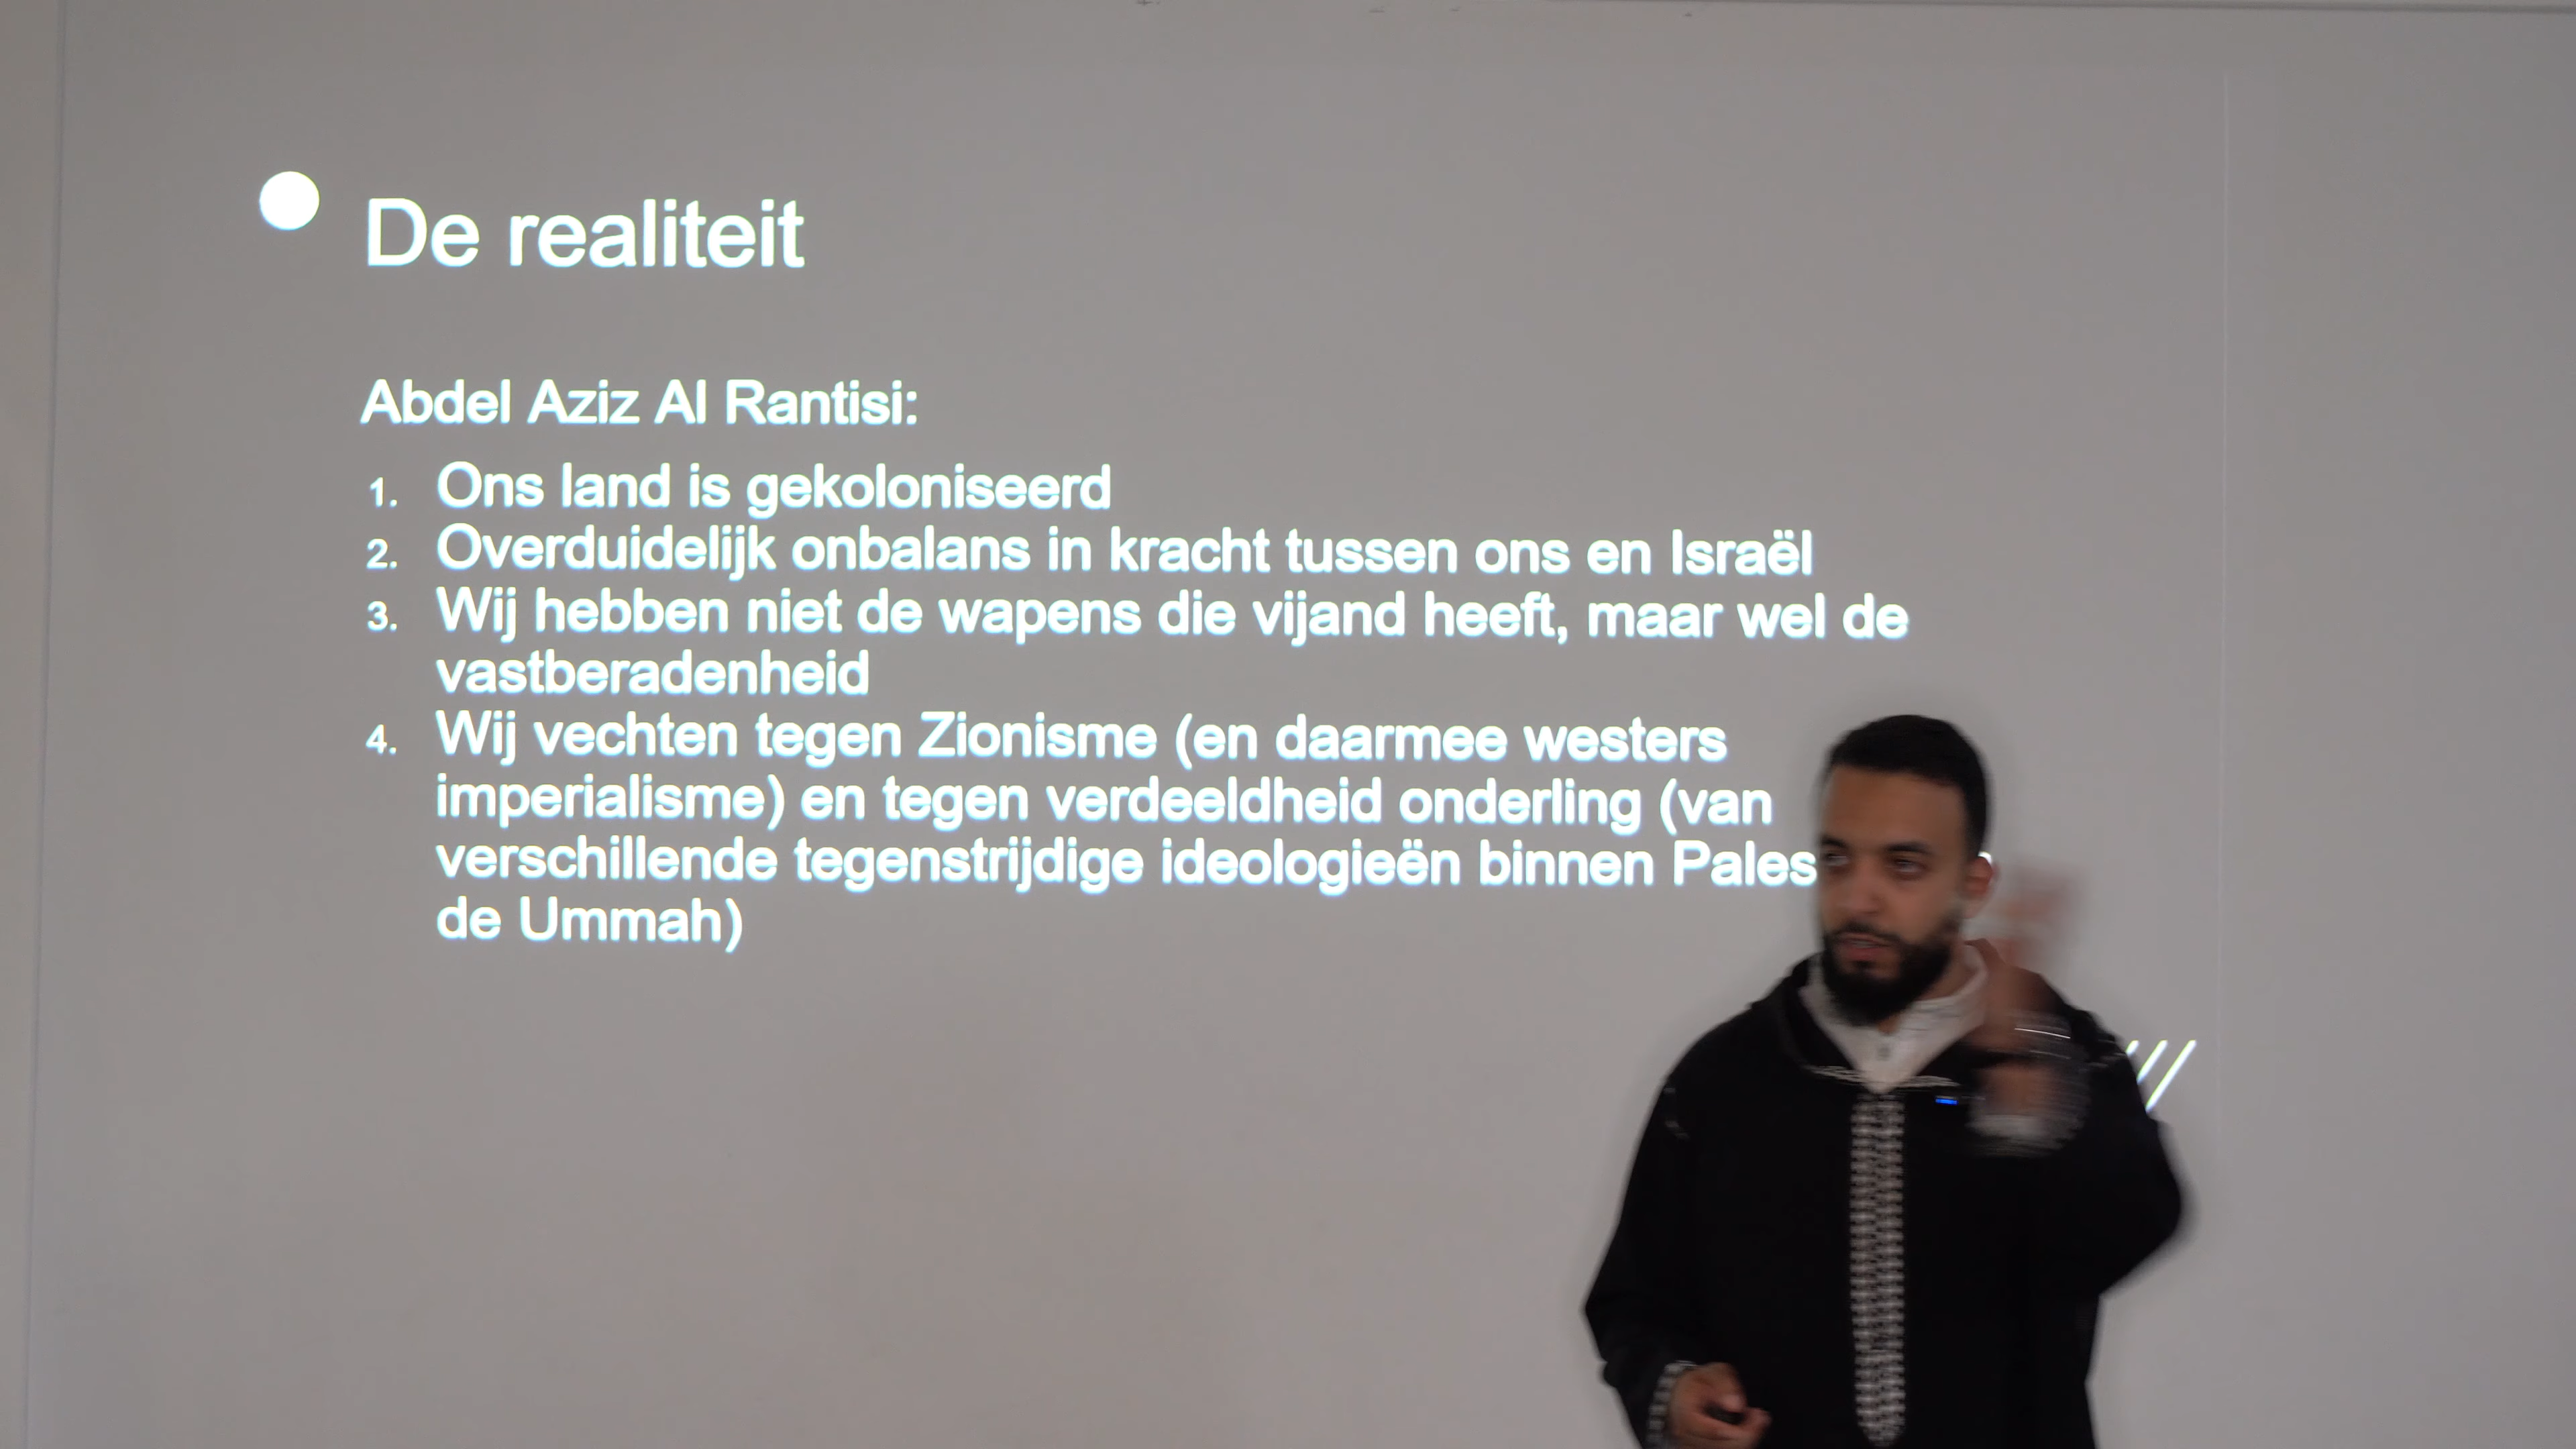 De realiteit
Abdel Aziz Al Rantisi:
1. Ons land is gekoloniseerd
2. Overduidelijk onbalans in kracht tussen ons en Israël
3. Wij hebben niet de wapens die vijand heeft, maar wel de
vastberadenheid
4. Wij vechten tegen Zionisme (en daarmee westers
imperialisme) en tegen verdeeldheid onderling (van
verschillende tegenstrijdige ideologieën binnen
de Ummah)